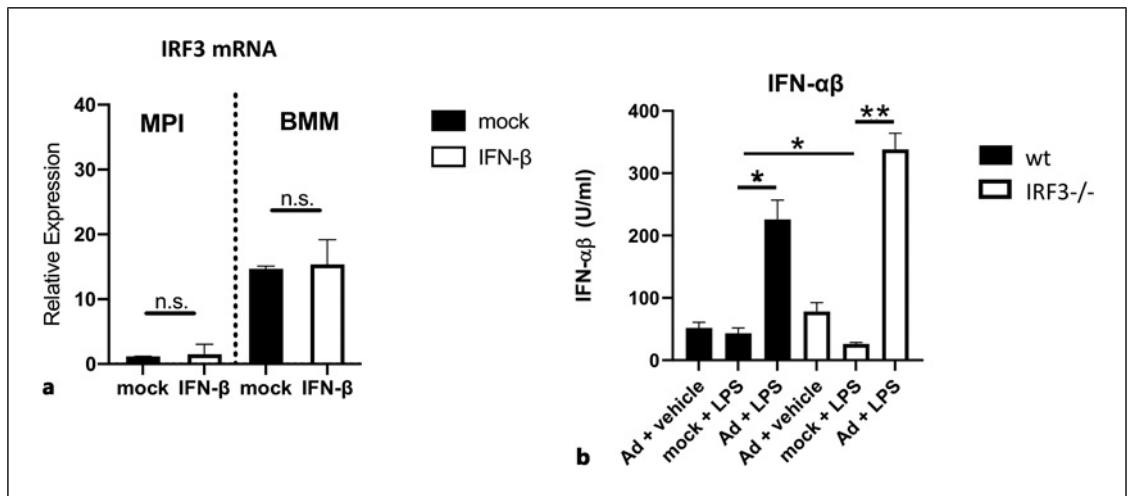 IRF3 mRNA
Relative Expression
40
30
20
10
0
MPI
BMM
n.s.
n.s.
mock
IFN-β
mock
IFN-β
mock
IFN-β
a
IFN-αβ
IFN-αβ (U/ml)
400
300
200
100
0
*
*
**
wt
IRF3-/-
Ad + vehicle
mock + LPS
Ad + LPS
Ad + vehicle
mock + LPS
Ad + LPS
b